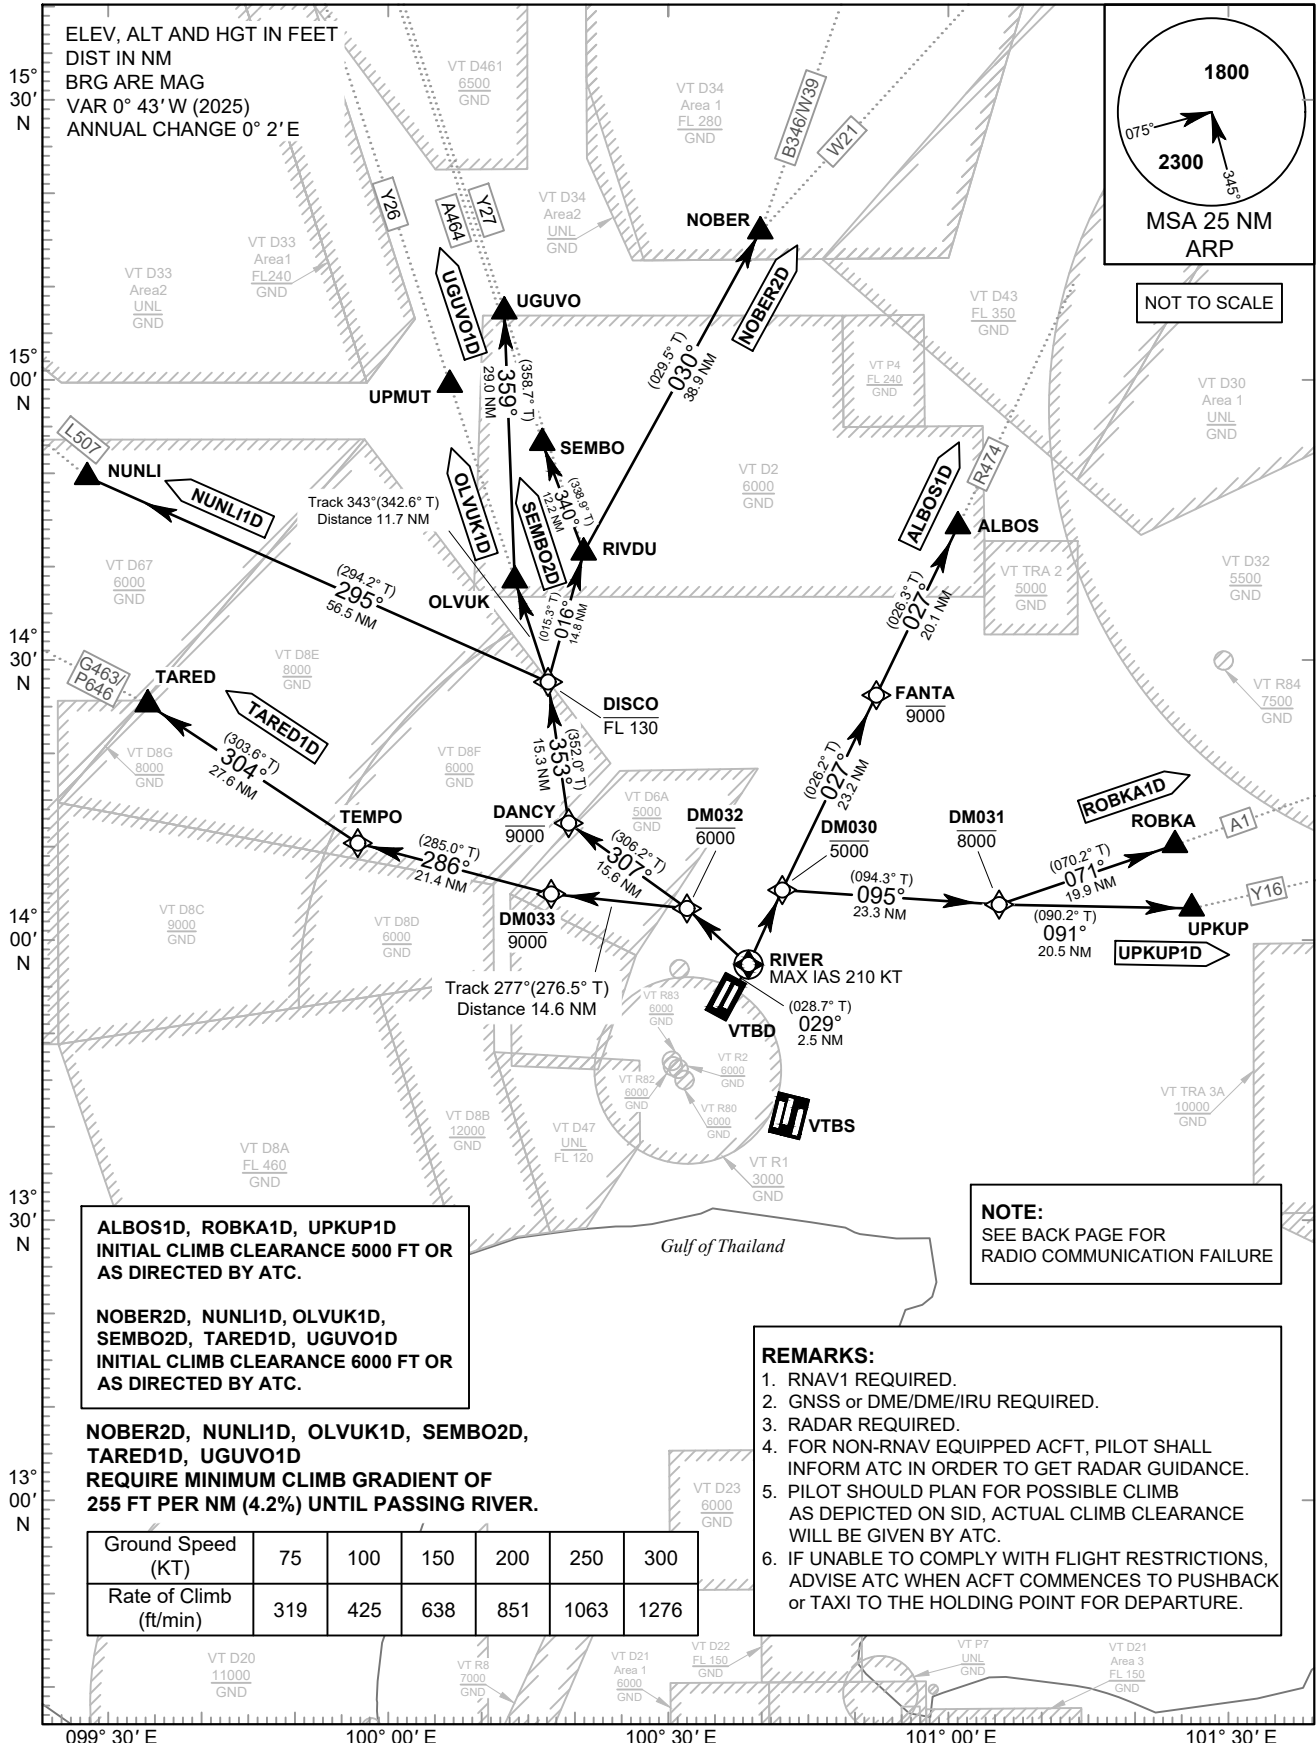 ELEV, ALT AND HGT IN FEET
DIST IN NM
BRG ARE MAG
VAR 0° 43' W (2025)
ANNUAL CHANGE 0° 2' E
15°
30'
N
15°
00'
N
14°
30'
N
14°
00'
N
13°
30'
N
13°
00'
N
1800
075°
2300
345°
MSA 25 NM
ARP
NOT TO SCALE
VT D461
6500
GND
VT D34
Area 1
FL 280
GND
B346/W39
W21
Y26
A464
Y27
VT D34
Area2
UNL
GND
VT D33
Area1
FL240
GND
VT D33
Area2
UNL
GND
NOBER
NOBER2D
UGUVO1D
UGUVO
VT D43
FL 350
GND
(029.5° T)
030°
38.9 NM
(358.7° T)
359°
29.0 NM
VT P4
FL 240
GND
VT D30
Area 1
UNL
GND
UPMUT
L507
NUNLI
NUNLI1D
SEMBO
OLVUK1D
SEMBO2D
(338.9° T)
340°
12.2 NM
VT D2
6000
GND
R474
ALBOS1D
ALBOS
Track 343°(342.6° T)
Distance 11.7 NM
RIVDU
OLVUK
VT D67
6000
GND
(294.2° T)
295°
56.5 NM
(015.3° T)
016°
14.8 NM
(026.3° T)
027°
20.1 NM
VT TRA 2
5000
GND
VT D32
5500
GND
G463/
P646
TARED
TARED1D
VT D8E
8000
GND
DISCO
FL 130
FANTA
9000
VT R84
7500
GND
VT D8G
8000
GND
(303.6° T)
304°
27.6 NM
VT D8F
6000
GND
(352.0° T)
353°
15.3 NM
(026.2° T)
027°
23.2 NM
VT D6A
5000
GND
TEMPO
DANCY
9000
DM032
6000
DM030
5000
DM031
8000
ROBKA1D
ROBKA
A1
(285.0° T)
286°
21.4 NM
(306.2° T)
307°
15.6 NM
(094.3° T)
095°
23.3 NM
(070.2° T)
071°
19.9 NM
Y16
VT D8C
9000
GND
VT D8D
6000
GND
DM033
9000
(090.2° T)
091°
20.5 NM
UPKUP
UPKUP1D
RIVER
MAX IAS 210 KT
Track 277°(276.5° T)
Distance 14.6 NM
(028.7° T)
029°
2.5 NM
VT R83
6000
GND
VTBD
VT R2
6000
GND
VT R82
6000
GND
VT R80
6000
GND
VTBS
VT TRA 3A
10000
GND
VT D8B
12000
GND
VT D47
UNL
FL 120
VT D8A
FL 460
GND
VT R1
3000
GND
Gulf of Thailand
ALBOS1D, ROBKA1D, UPKUP1D
INITIAL CLIMB CLEARANCE 5000 FT OR
AS DIRECTED BY ATC.
NOBER2D, NUNLI1D, OLVUK1D,
SEMBO2D, TARED1D, UGUVO1D
INITIAL CLIMB CLEARANCE 6000 FT OR
AS DIRECTED BY ATC.
NOTE:
SEE BACK PAGE FOR
RADIO COMMUNICATION FAILURE
NOBER2D, NUNLI1D, OLVUK1D, SEMBO2D,
TARED1D, UGUVO1D
REQUIRE MINIMUM CLIMB GRADIENT OF
255 FT PER NM (4.2%) UNTIL PASSING RIVER.
Ground Speed (KT) 75 100 150 200 250 300
Rate of Climb (ft/min) 319 425 638 851 1063 1276
REMARKS:
1. RNAV1 REQUIRED.
2. GNSS or DME/DME/IRU REQUIRED.
3. RADAR REQUIRED.
4. FOR NON-RNAV EQUIPPED ACFT, PILOT SHALL
INFORM ATC IN ORDER TO GET RADAR GUIDANCE.
5. PILOT SHOULD PLAN FOR POSSIBLE CLIMB
AS DEPICTED ON SID, ACTUAL CLIMB CLEARANCE
WILL BE GIVEN BY ATC.
6. IF UNABLE TO COMPLY WITH FLIGHT RESTRICTIONS,
ADVISE ATC WHEN ACFT COMMENCES TO PUSHBACK
or TAXI TO THE HOLDING POINT FOR DEPARTURE.
VT D23
6000
GND
VT D20
11000
GND
VT R8
7000
GND
VT D21
Area 1
6000
GND
VT D22
FL 150
GND
VT P7
UNL
GND
VT D21
Area 3
FL 150
GND
099° 30' E
100° 00' E
100° 30' E
101° 00' E
101° 30' E